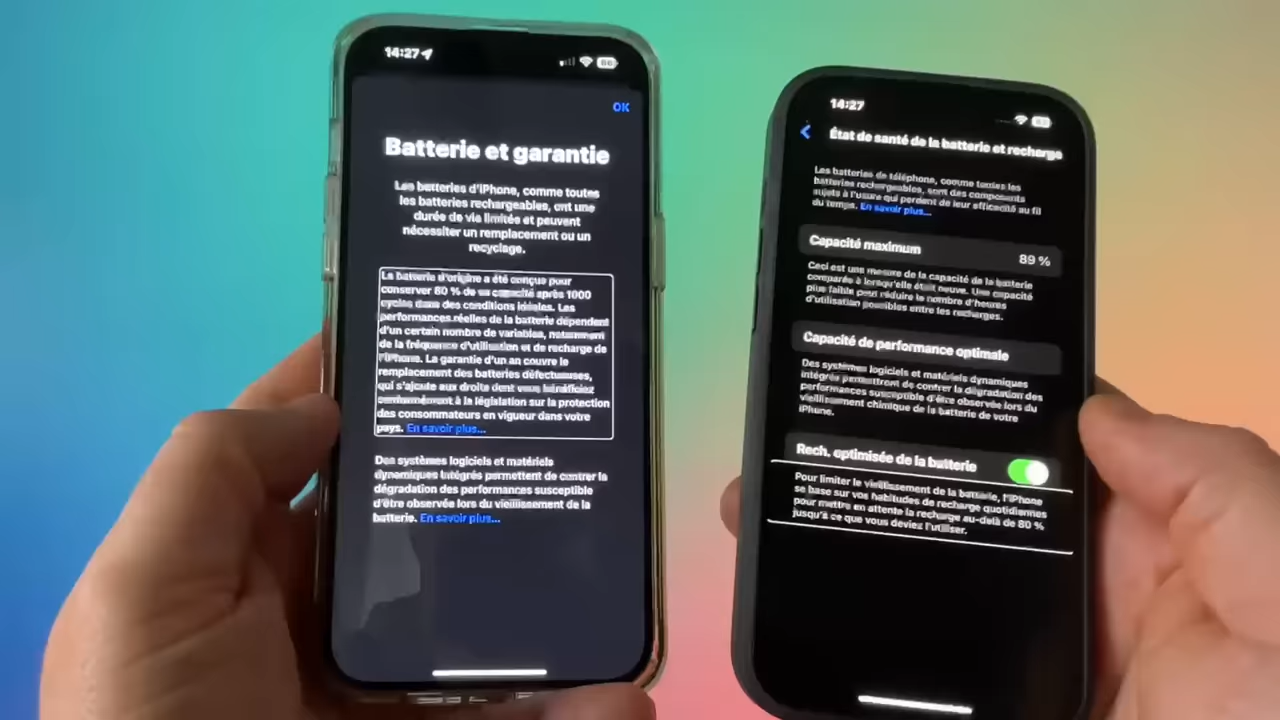 14:27
OK
Batterie et garantie
Les batteries d'iPhone, comme toutes
les batteries rechargeables, ont une
durée de vie limitée et peuvent
nécessiter un remplacement ou un
recyclage.
La batterie d'origine a été conçue pour
conserver 80 % de sa capacité après 1000
cycles dans des conditions idéales. Les
performances réelles de la batterie dépendent
d'un certain nombre de variables, notamment
de la fréquence d'utilisation et de recharge de
l'iPhone. La garantie d'un an couvre le
remplacement des batteries défectueuses,
qui s'ajoute aux droits dont vous bénéficiez
conformément à la législation sur la protection
des consommateurs en vigueur dans votre
pays. En savoir plus...
Des systèmes logiciels et matériels
dynamiques intégrés permettent de contrer la
dégradation des performances susceptible
d'être observée lors du vieillissement de la
batterie. En savoir plus...
14:27
État de santé de la batterie et recharge
Les batteries de téléphone, comme toutes les
batteries rechargeables, sont des composants
sujets à l'usure qui perdent de leur efficacité au fil
du temps. En savoir plus...
Capacité maximum 89 %
Ceci est une mesure de la capacité de la batterie
comparée à lorsqu'elle était neuve. Une capacité
plus faible peut réduire le nombre d'heures
d'utilisation possibles entre les recharges.
Capacité de performance optimale
Des systèmes logiciels et matériels dynamiques
intégrés permettront de contrer la dégradation des
performances susceptible d'être observée lors du
vieillissement chimique de la batterie de votre
iPhone.
Rech. optimisée de la batterie
Pour limiter le vieillissement de la batterie, l'iPhone
se base sur vos habitudes de recharge quotidiennes
pour mettre en attente la recharge au-delà de 80 %
jusqu'à ce que vous deviez l'utiliser.